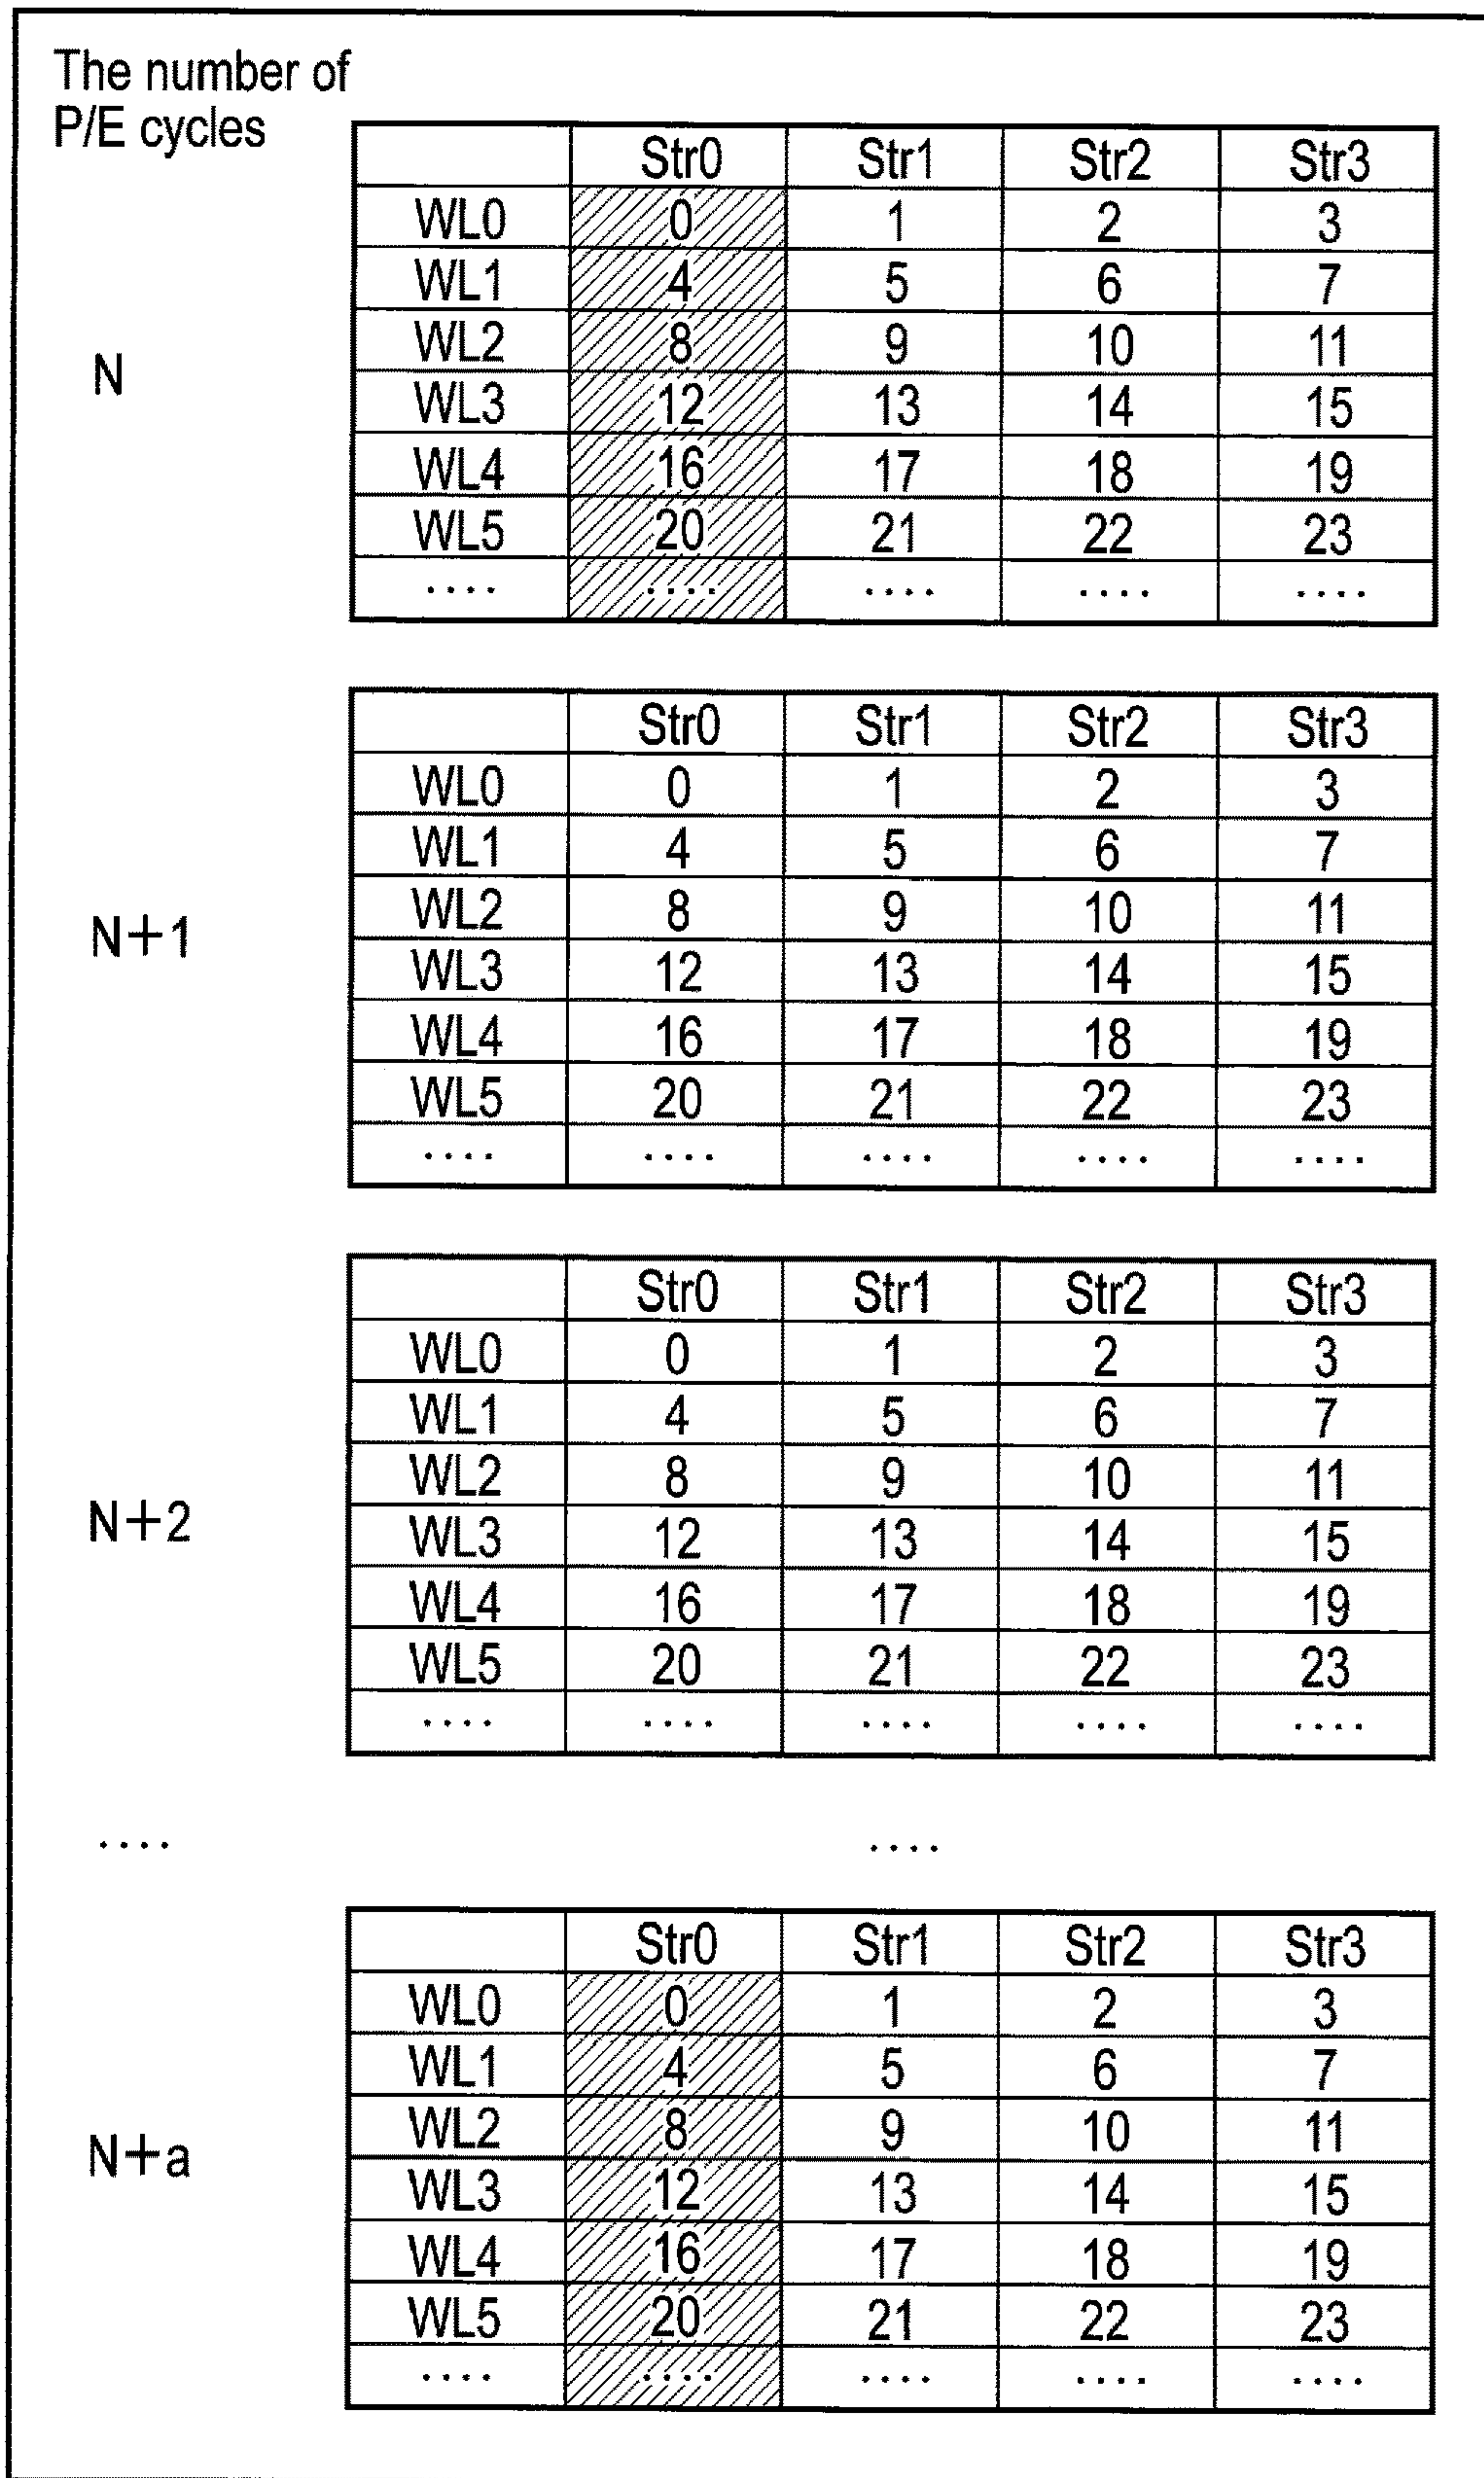 The number of
P/E cycles
Str0 Str1 Str2 Str3
WL0 0 1 2 3
WL1 4 5 6 7
WL2 8 9 10 11
N
WL3 12 13 14 15
WL4 16 17 18 19
WL5 20 21 22 23
.... .... .... .... ....
Str0 Str1 Str2 Str3
WL0 0 1 2 3
WL1 4 5 6 7
WL2 8 9 10 11
N+1
WL3 12 13 14 15
WL4 16 17 18 19
WL5 20 21 22 23
.... .... .... .... ....
Str0 Str1 Str2 Str3
WL0 0 1 2 3
WL1 4 5 6 7
WL2 8 9 10 11
N+2
WL3 12 13 14 15
WL4 16 17 18 19
WL5 20 21 22 23
.... .... .... .... ....
.... ....
Str0 Str1 Str2 Str3
WL0 0 1 2 3
WL1 4 5 6 7
WL2 8 9 10 11
N+a
WL3 12 13 14 15
WL4 16 17 18 19
WL5 20 21 22 23
.... .... .... .... ....